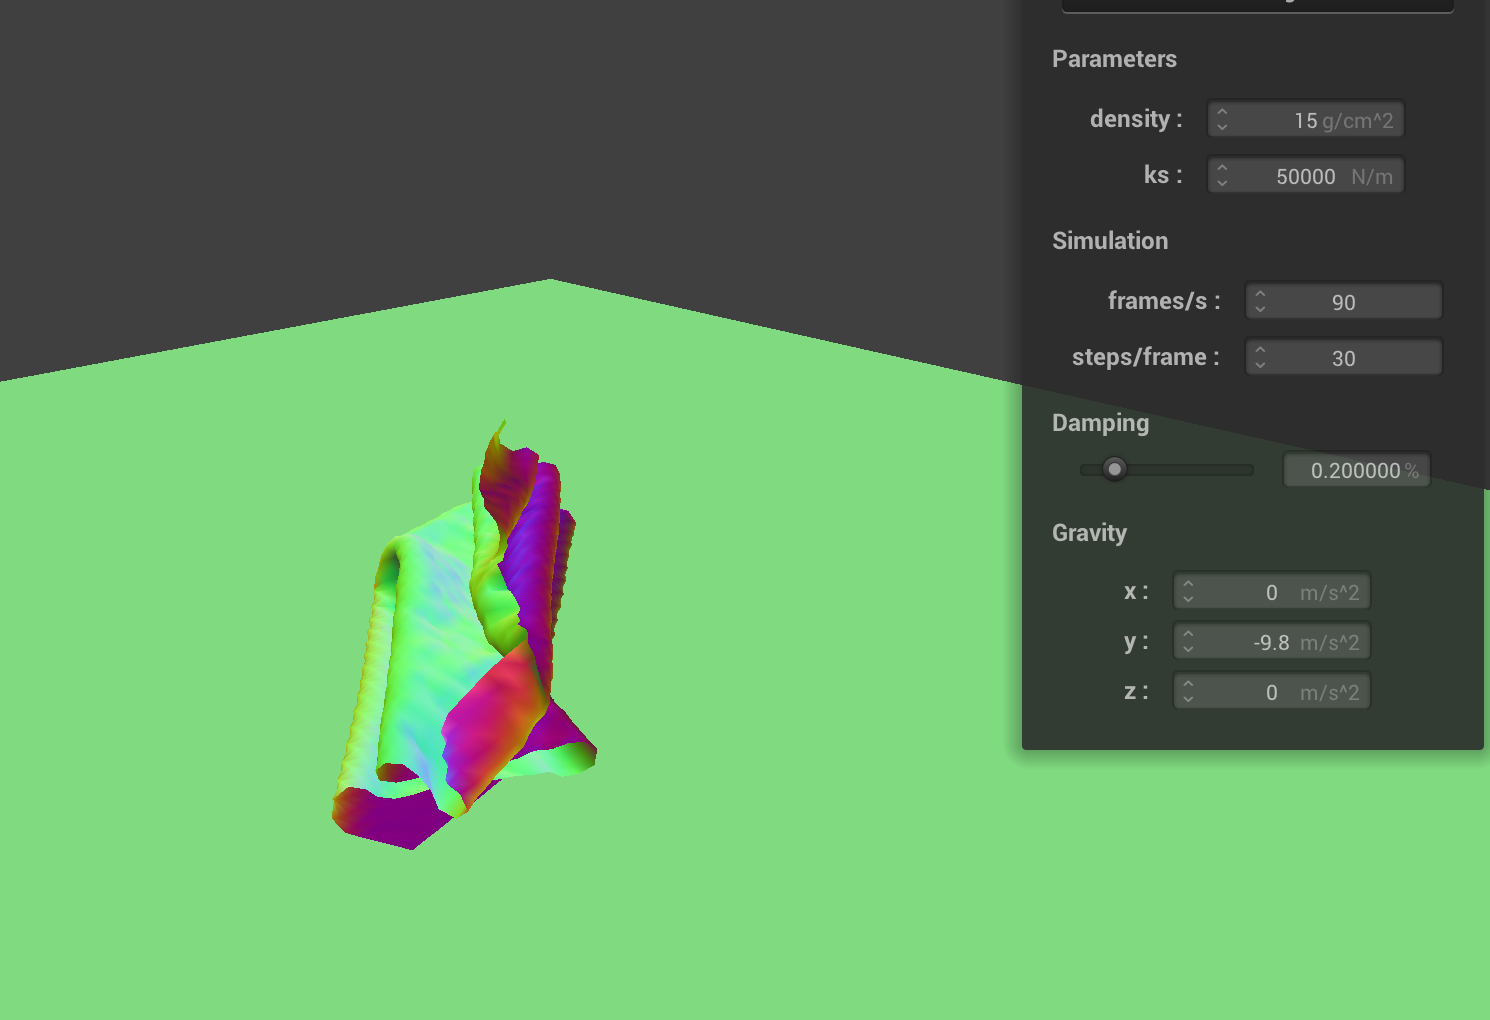 Parameters
density : 15 g/cm^2
ks : 50000 N/m
Simulation
frames/s : 90
steps/frame : 30
Damping
0.200000 %
Gravity
x : 0 m/s^2
y : -9.8 m/s^2
z : 0 m/s^2